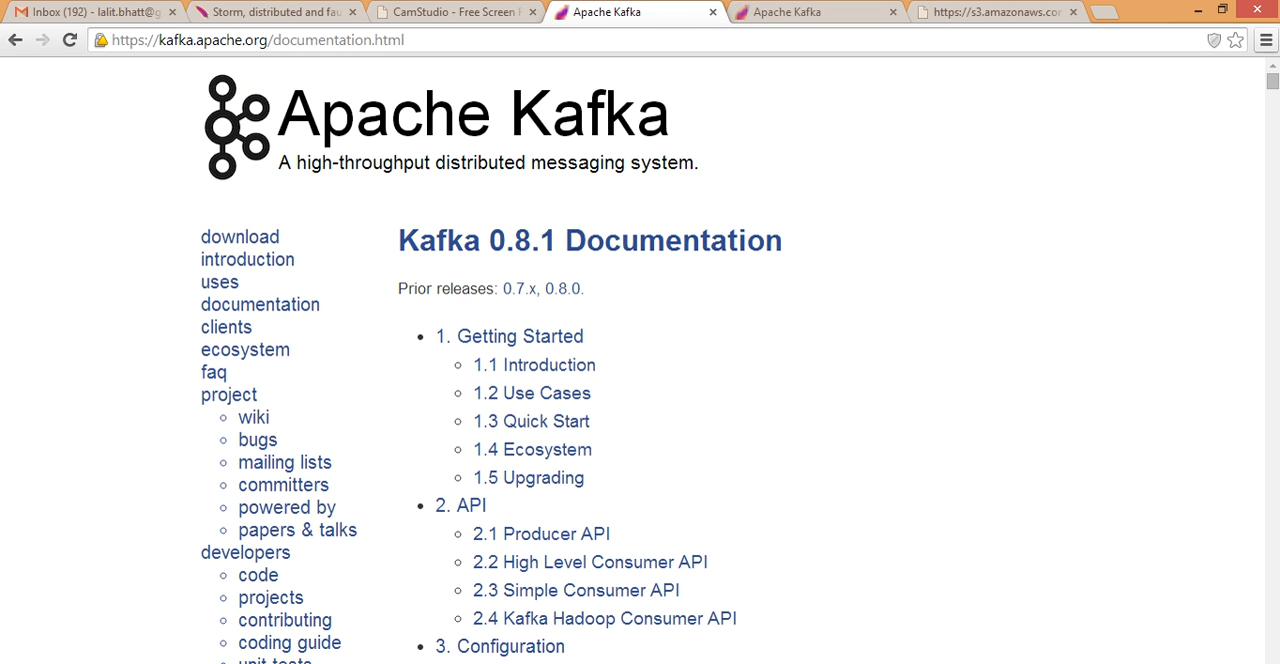 Inbox (192) - lalit.bhatt@g
Storm, distributed and fau
CamStudio - Free Screen
Apache Kafka
Apache Kafka
https://s3.amazonaws.cor
https://kafka.apache.org/documentation.html
Apache Kafka
A high-throughput distributed messaging system.
download
introduction
uses
documentation
clients
ecosystem
faq
project
wiki
bugs
mailing lists
committers
powered by
papers & talks
developers
code
projects
contributing
coding guide
unit tests
Kafka 0.8.1 Documentation
Prior releases: 0.7.x, 0.8.0.
1. Getting Started
1.1 Introduction
1.2 Use Cases
1.3 Quick Start
1.4 Ecosystem
1.5 Upgrading
2. API
2.1 Producer API
2.2 High Level Consumer API
2.3 Simple Consumer API
2.4 Kafka Hadoop Consumer API
3. Configuration